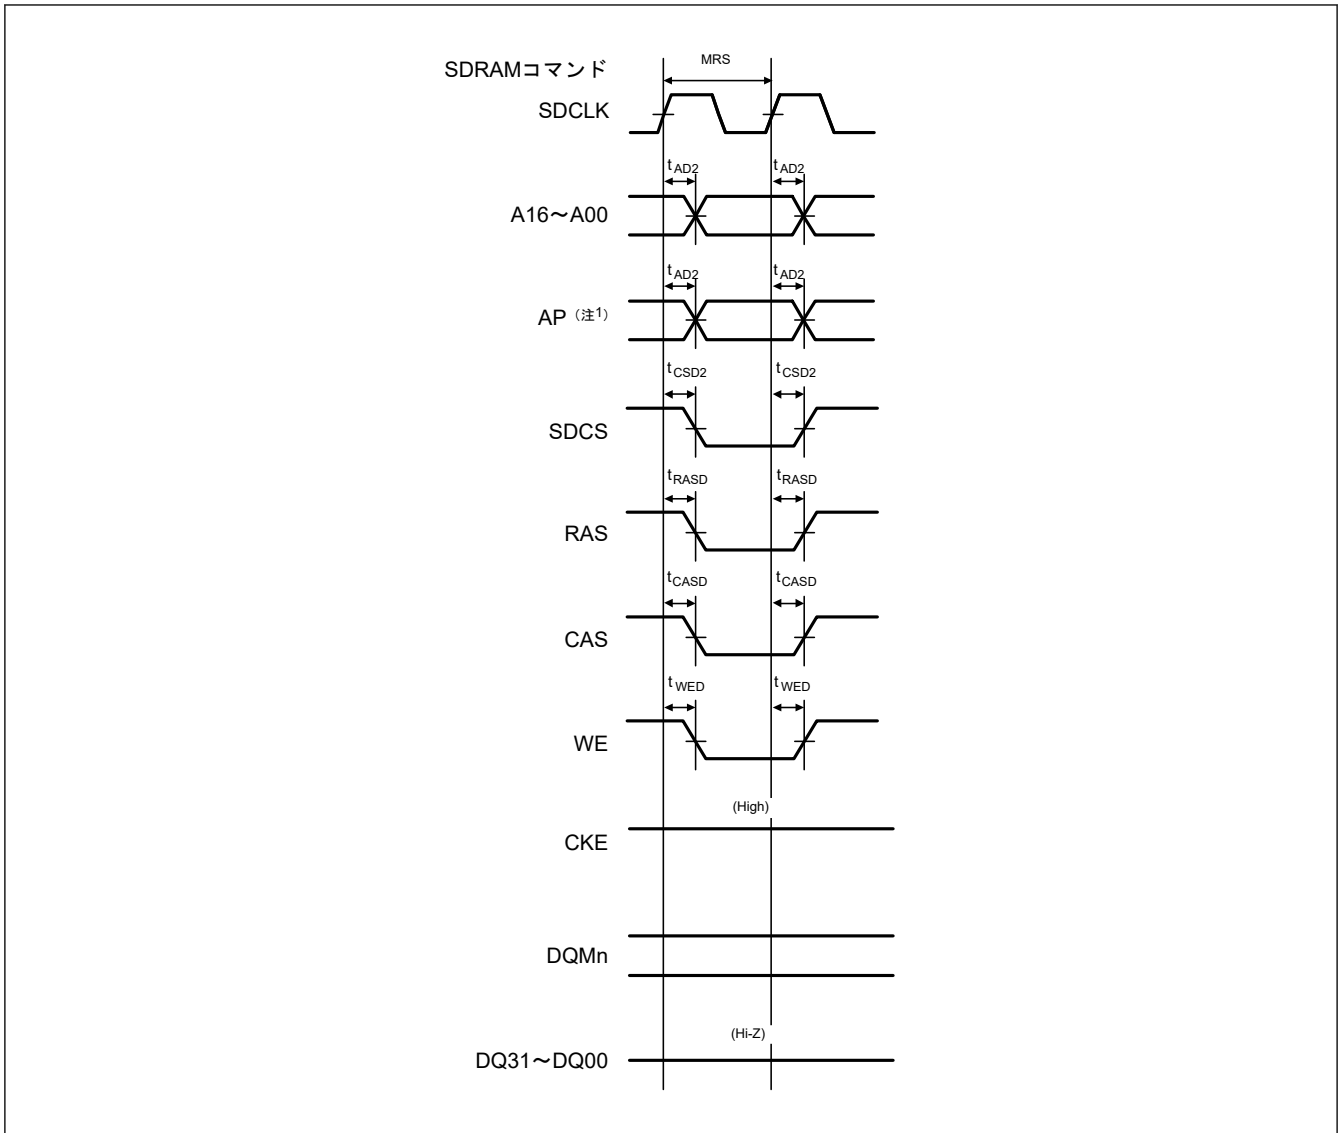 MRS
SDRAMコマンド
SDCLK
tAD2 tAD2
A16～A00
tAD2 tAD2
AP（注1）
tCSD2 tCSD2
SDCS
tRASD tRASD
RAS
tCASD tCASD
CAS
tWED tWED
WE
(High)
CKE
DQMn
(Hi-Z)
DQ31～DQ00